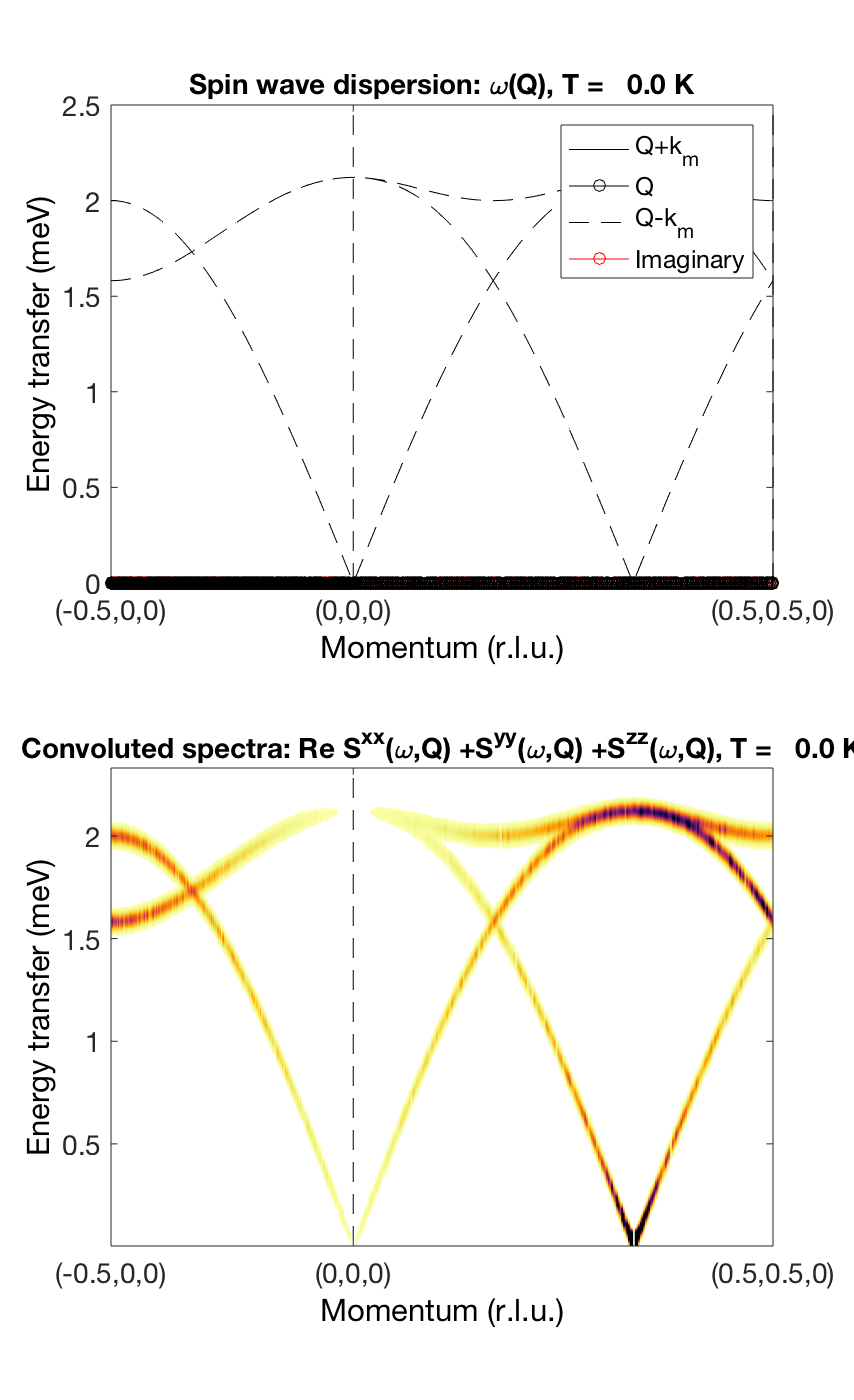 Spin wave dispersion: ω(Q), T = 0.0 K
2.5
2
1.5
1
0.5
0
Energy transfer (meV)
Q+k_m
Q
Q-k_m
Imaginary
(-0.5,0,0) (0,0,0) (0.5,0.5,0)
Momentum (r.l.u.)
Convoluted spectra: Re S^xx(ω,Q) +S^yy(ω,Q) +S^zz(ω,Q), T = 0.0 K
2
1.5
1
0.5
Energy transfer (meV)
(-0.5,0,0) (0,0,0) (0.5,0.5,0)
Momentum (r.l.u.)